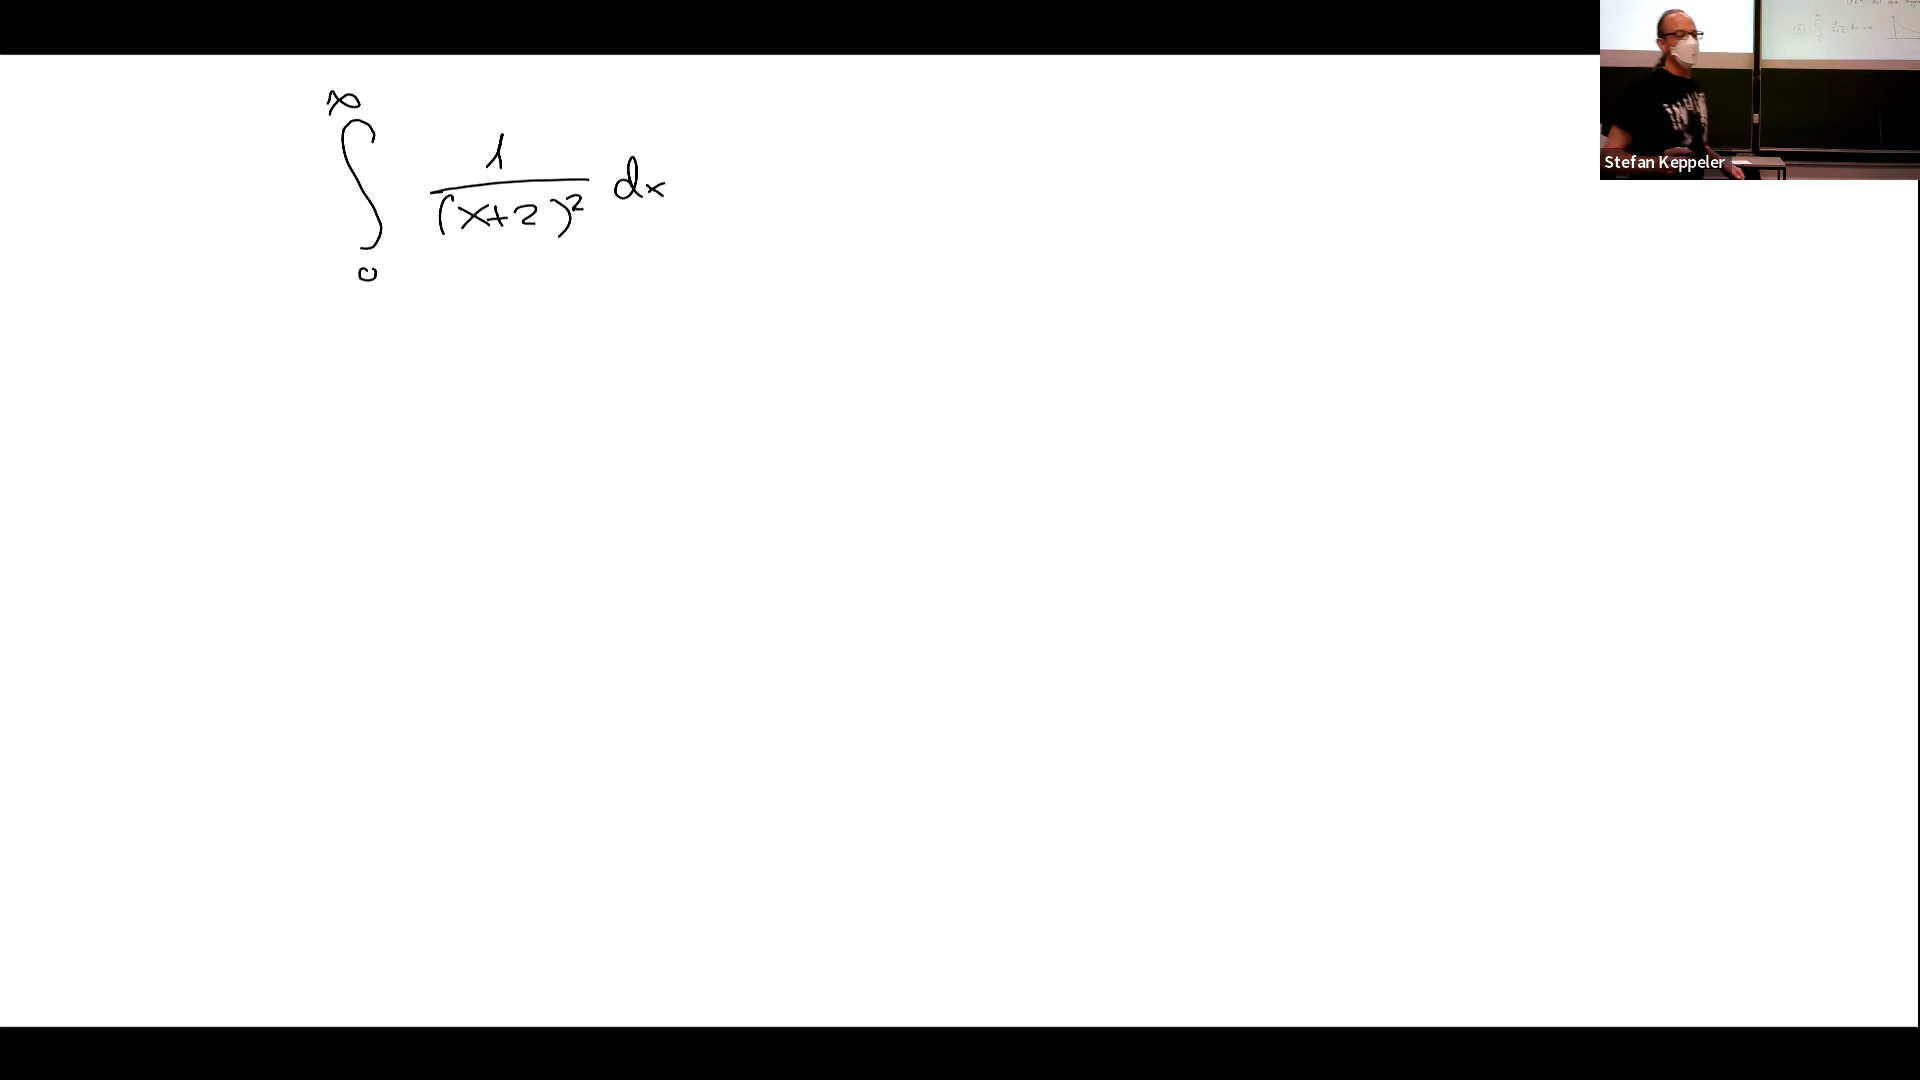 ∞
∫ 1/(x+2)² dx
0
Stefan Keppeler